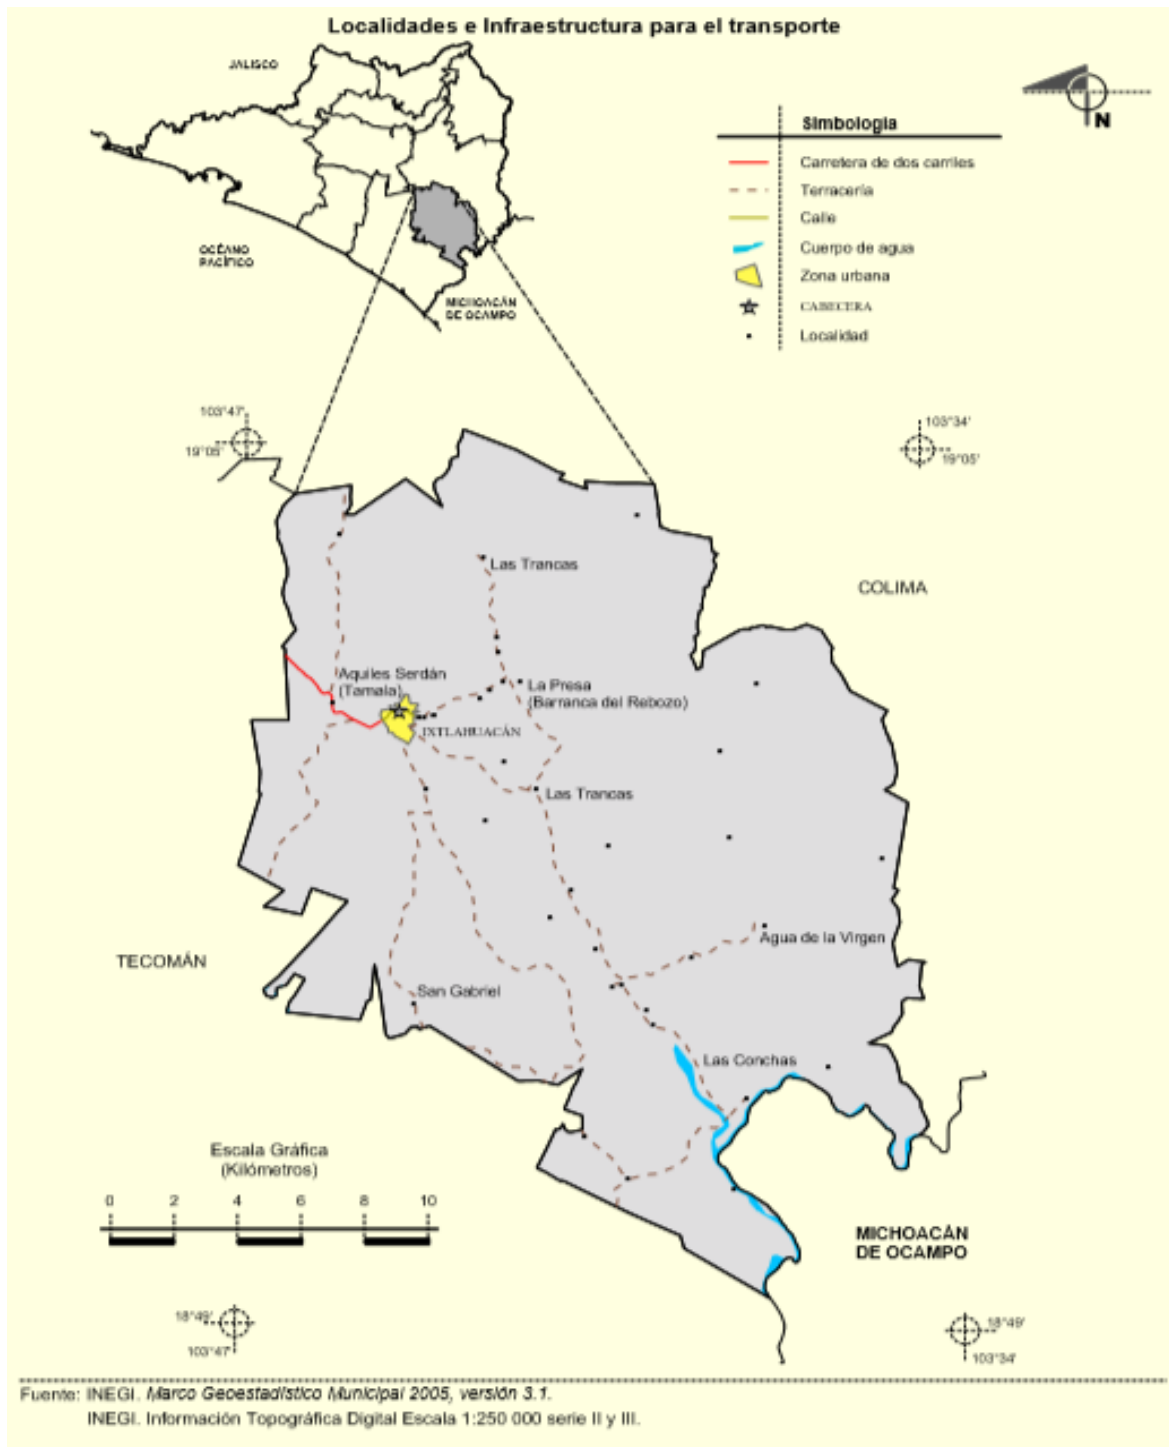 Localidades e Infraestructura para el transporte
JALISCO
OCÉANO
PACÍFICO
MICHOACÁN
DE OCAMPO
N
Simbología
Carretera de dos carriles
Terracería
Calle
Cuerpo de agua
Zona urbana
CABECERA
Localidad
103°47'
19°05'
103°34'
19°05'
COLIMA
Las Trancas
Aquiles Serdán
(Tamala)
La Presa
(Barranca del Rebozo)
IXTLAHUACÁN
Las Trancas
Agua de la Virgen
TECOMÁN
San Gabriel
Las Conchas
Escala Gráfica
(Kilómetros)
0 2 4 6 8 10
MICHOACÁN
DE OCAMPO
18°49'
103°47'
18°49'
103°34'
Fuente: INEGI. Marco Geoestadístico Municipal 2005, versión 3.1.
INEGI. Información Topográfica Digital Escala 1:250 000 serie II y III.